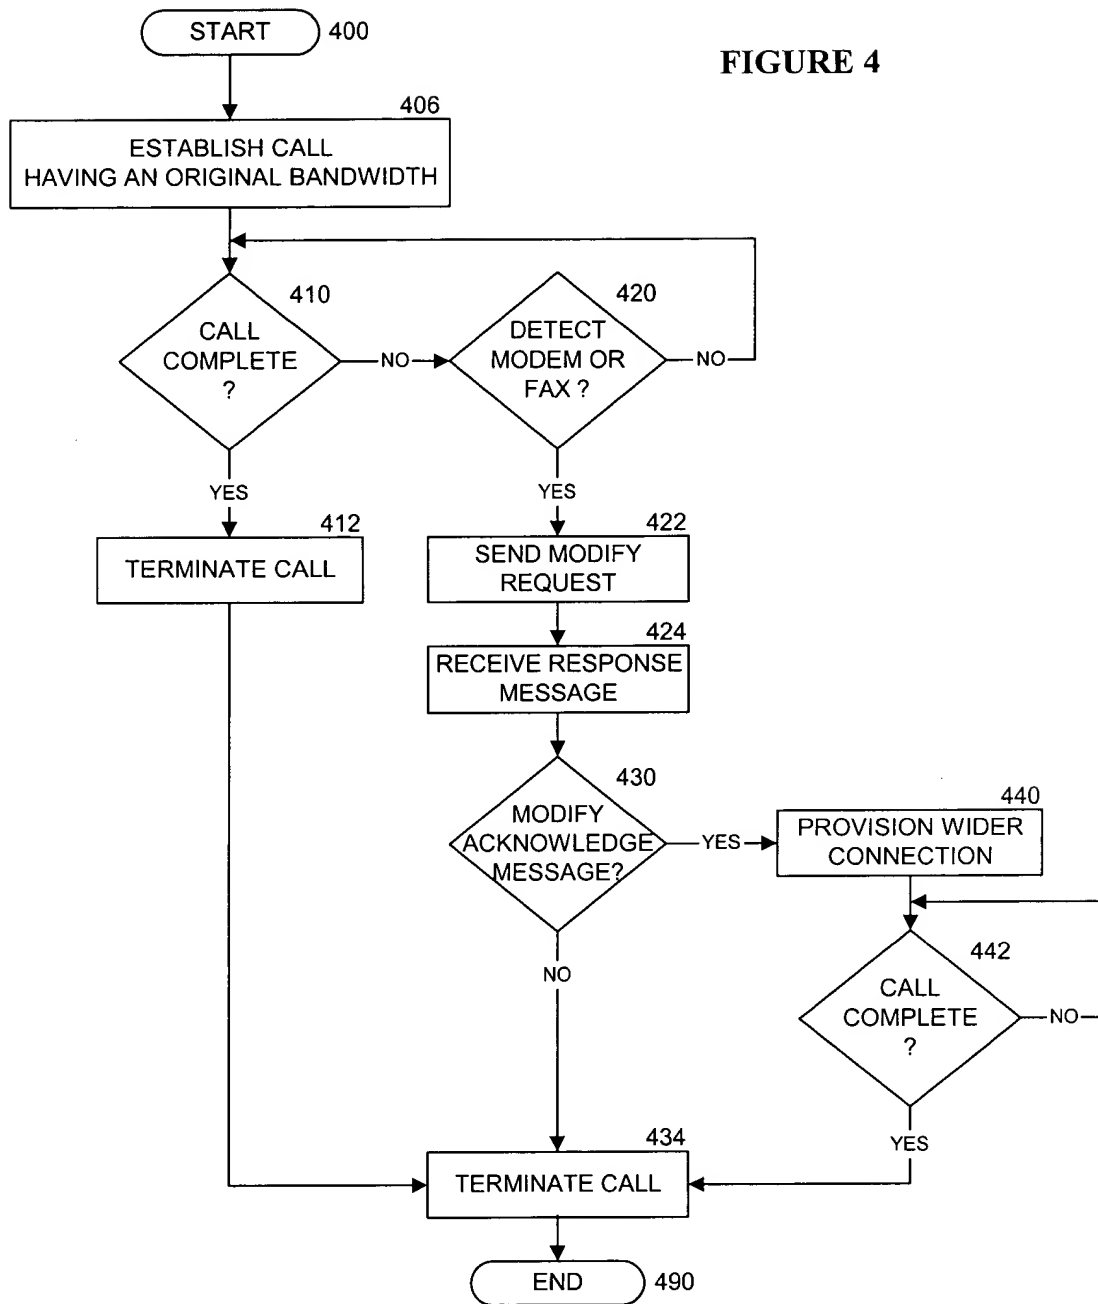 START 400
FIGURE 4
406
ESTABLISH CALL
HAVING AN ORIGINAL BANDWIDTH
410
CALL
COMPLETE
?
NO
420
DETECT
MODEM OR
FAX ?
NO
YES
YES
412
TERMINATE CALL
422
SEND MODIFY
REQUEST
424
RECEIVE RESPONSE
MESSAGE
430
MODIFY
ACKNOWLEDGE
MESSAGE?
YES
440
PROVISION WIDER
CONNECTION
442
CALL
COMPLETE
?
NO
NO
YES
434
TERMINATE CALL
END 490